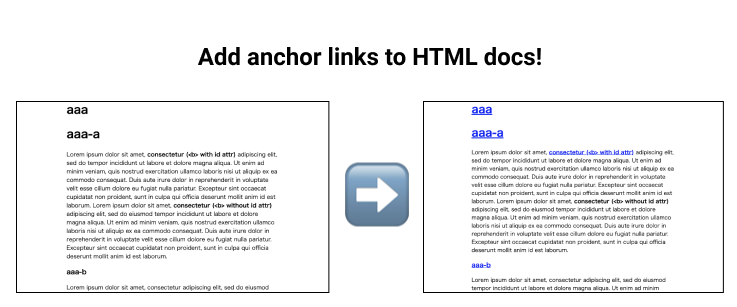 Add anchor links to HTML docs!
aaa
aaa-a
Lorem ipsum dolor sit amet, consectetur (<b> with id attr) adipiscing elit,
sed do tempor incididunt ut labore et dolore magna aliqua. Ut enim ad
minim veniam, quis nostrud exercitation ullamco laboris nisi ut aliquip ex ea
commodo consequat. Duis aute irure dolor in reprehenderit in voluptate
velit esse cillum dolore eu fugiat nulla pariatur. Excepteur sint occaecat
cupidatat non proident, sunt in culpa qui officia deserunt mollit anim id est
laborum. Lorem ipsum dolor sit amet, consectetur (<b> without id attr)
adipiscing elit, sed do eiusmod tempor incididunt ut labore et dolore
magna aliqua. Ut enim ad minim veniam, quis nostrud exercitation ullamco
laboris nisi ut aliquip ex ea commodo consequat. Duis aute irure dolor in
reprehenderit in voluptate velit esse cillum dolore eu fugiat nulla pariatur.
Excepteur sint occaecat cupidatat non proident, sunt in culpa qui officia
deserunt mollit anim id est laborum.
aaa-b
Lorem ipsum dolor sit amet, consectetur adipiscing elit, sed do eiusmod
aaa
aaa-a
Lorem ipsum dolor sit amet, consectetur (<b> with id attr) adipiscing elit,
sed do tempor incididunt ut labore et dolore magna aliqua. Ut enim ad
minim veniam, quis nostrud exercitation ullamco laboris nisi ut aliquip ex ea
commodo consequat. Duis aute irure dolor in reprehenderit in voluptate
velit esse cillum dolore eu fugiat nulla pariatur. Excepteur sint occaecat
cupidatat non proident, sunt in culpa qui officia deserunt mollit anim id est
laborum. Lorem ipsum dolor sit amet, consectetur (<b> without id attr)
adipiscing elit, sed do eiusmod tempor incididunt ut labore et dolore
magna aliqua. Ut enim ad minim veniam, quis nostrud exercitation ullamco
laboris nisi ut aliquip ex ea commodo consequat. Duis aute irure dolor in
reprehenderit in voluptate velit esse cillum dolore eu fugiat nulla pariatur.
Excepteur sint occaecat cupidatat non proident, sunt in culpa qui officia
deserunt mollit anim id est laborum.
aaa-b
Lorem ipsum dolor sit amet, consectetur adipiscing elit, sed do eiusmod
tempor incididunt ut labore et dolore magna aliqua. Ut enim ad minim